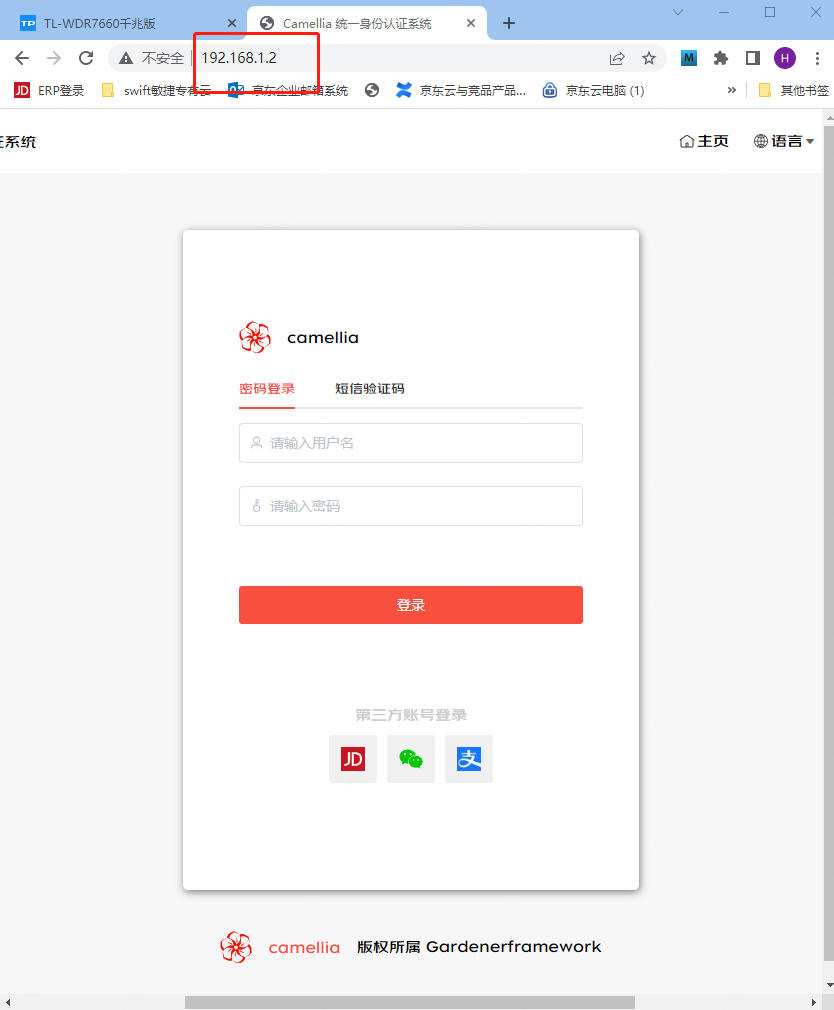 TP TL-WDR7660千兆版
Camellia 统一身份认证系统
不安全 192.168.1.2
M
H
JD ERP登录
swift敏捷专有云
京东企业邮箱系统
京东云与竞品产品...
京东云电脑 (1)
» 其他书签
系统
主页
语言
camellia
密码登录 短信验证码
请输入用户名
请输入密码
登录
第三方账号登录
JD 支
camellia 版权所属 Gardenerframework